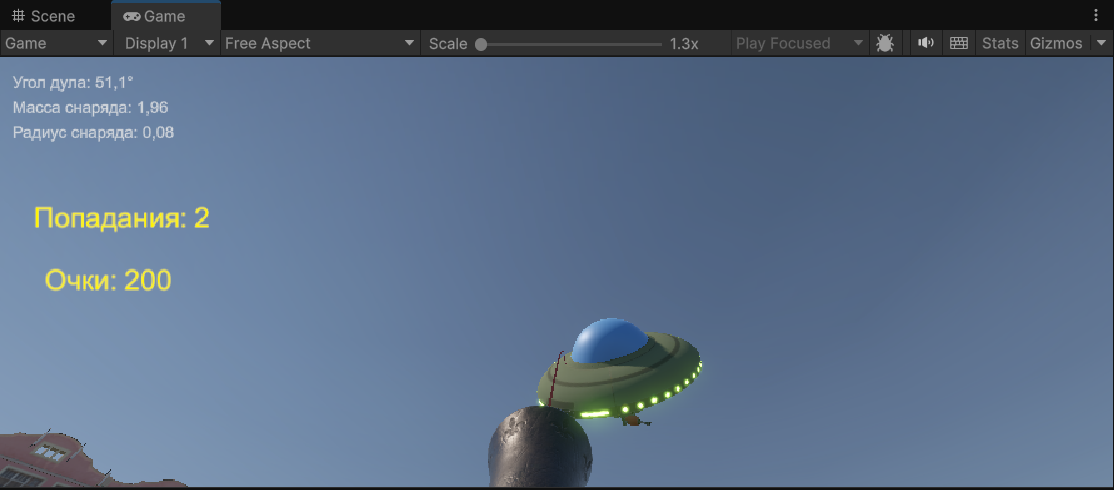 Scene Game
Game Display 1 Free Aspect Scale 1.3x Play Focused Stats Gizmos
Угол дула: 51,1°
Масса снаряда: 1,96
Радиус снаряда: 0,08
Попадания: 2
Очки: 200